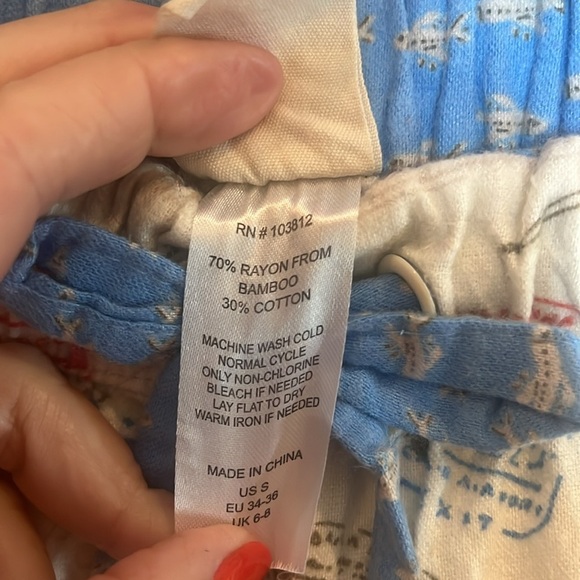 RN # 103812
70% RAYON FROM
BAMBOO
30% COTTON
MACHINE WASH COLD
NORMAL CYCLE
ONLY NON-CHLORINE
BLEACH IF NEEDED
LAY FLAT TO DRY
WARM IRON IF NEEDED
MADE IN CHINA
US S
EU 34-36
UK 6-8